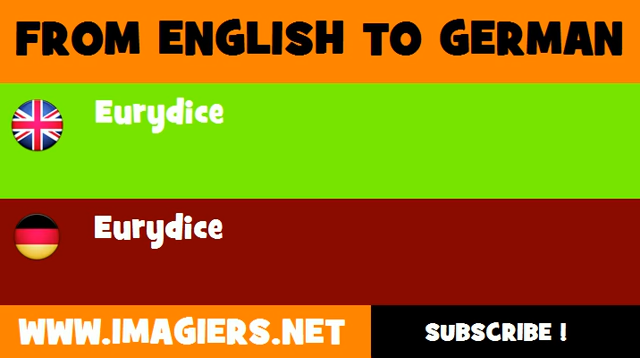 FROM ENGLISH TO GERMAN
Eurydice
Eurydice
WWW.IMAGIERS.NET
SUBSCRIBE !